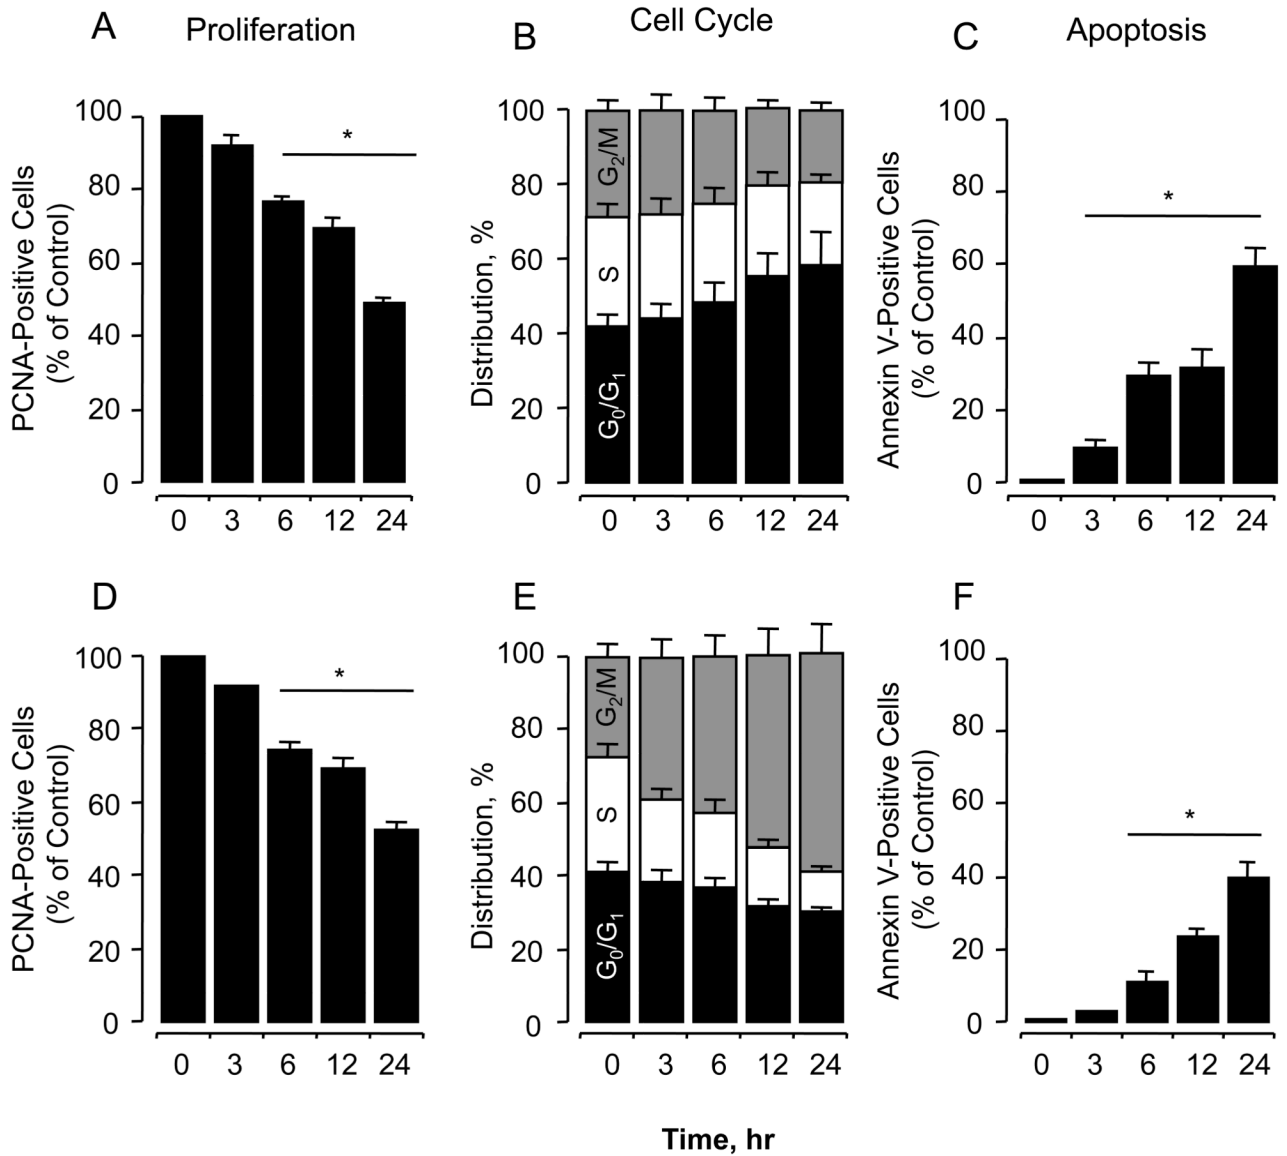 A Proliferation
B Cell Cycle
C Apoptosis
PCNA-Positive Cells
(% of Control)
100
80
60
40
20
0
*
0 3 6 12 24
Distribution, %
100
80
60
40
20
0
G2/M
S
G0/G1
0 3 6 12 24
Annexin V-Positive Cells
(% of Control)
100
80
60
40
20
0
*
0 3 6 12 24
D
PCNA-Positive Cells
(% of Control)
100
80
60
40
20
0
*
0 3 6 12 24
E
Distribution, %
100
80
60
40
20
0
G2/M
S
G0/G1
0 3 6 12 24
F
Annexin V-Positive Cells
(% of Control)
100
80
60
40
20
0
*
0 3 6 12 24
Time, hr